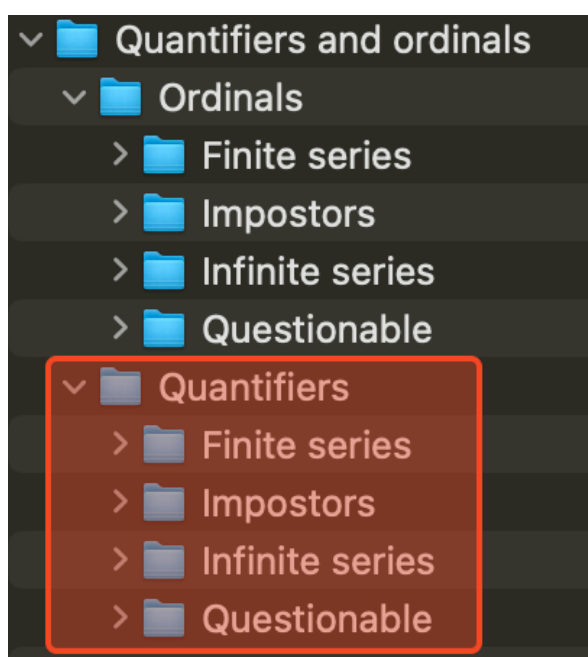 Quantifiers and ordinals
Ordinals
Finite series
Impostors
Infinite series
Questionable
Quantifiers
Finite series
Impostors
Infinite series
Questionable